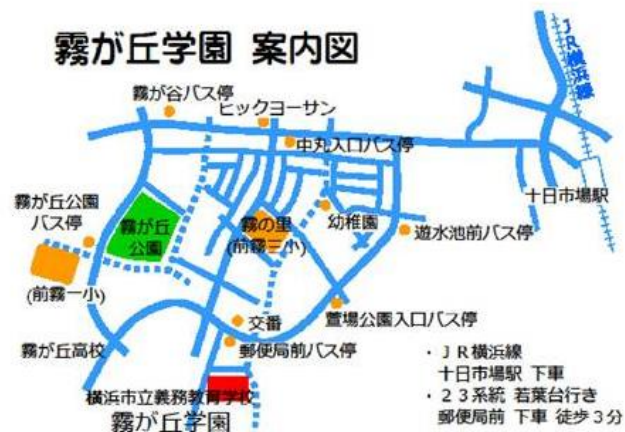 霧が丘学園 案内図
JR横浜線
霧が谷バス停
ヒックヨーサン
中丸入口バス停
十日市場駅
霧が丘公園
バス停
霧が丘
公園
霧の里
(前霧三小)
幼稚園
遊水池前バス停
(前霧一小)
萱場公園入口バス停
交番
霧が丘高校
郵便局前バス停
横浜市立義務教育学校
霧が丘学園
・JR横浜線
十日市場駅 下車
・23系統 若葉台行き
郵便局前 下車 徒歩3分